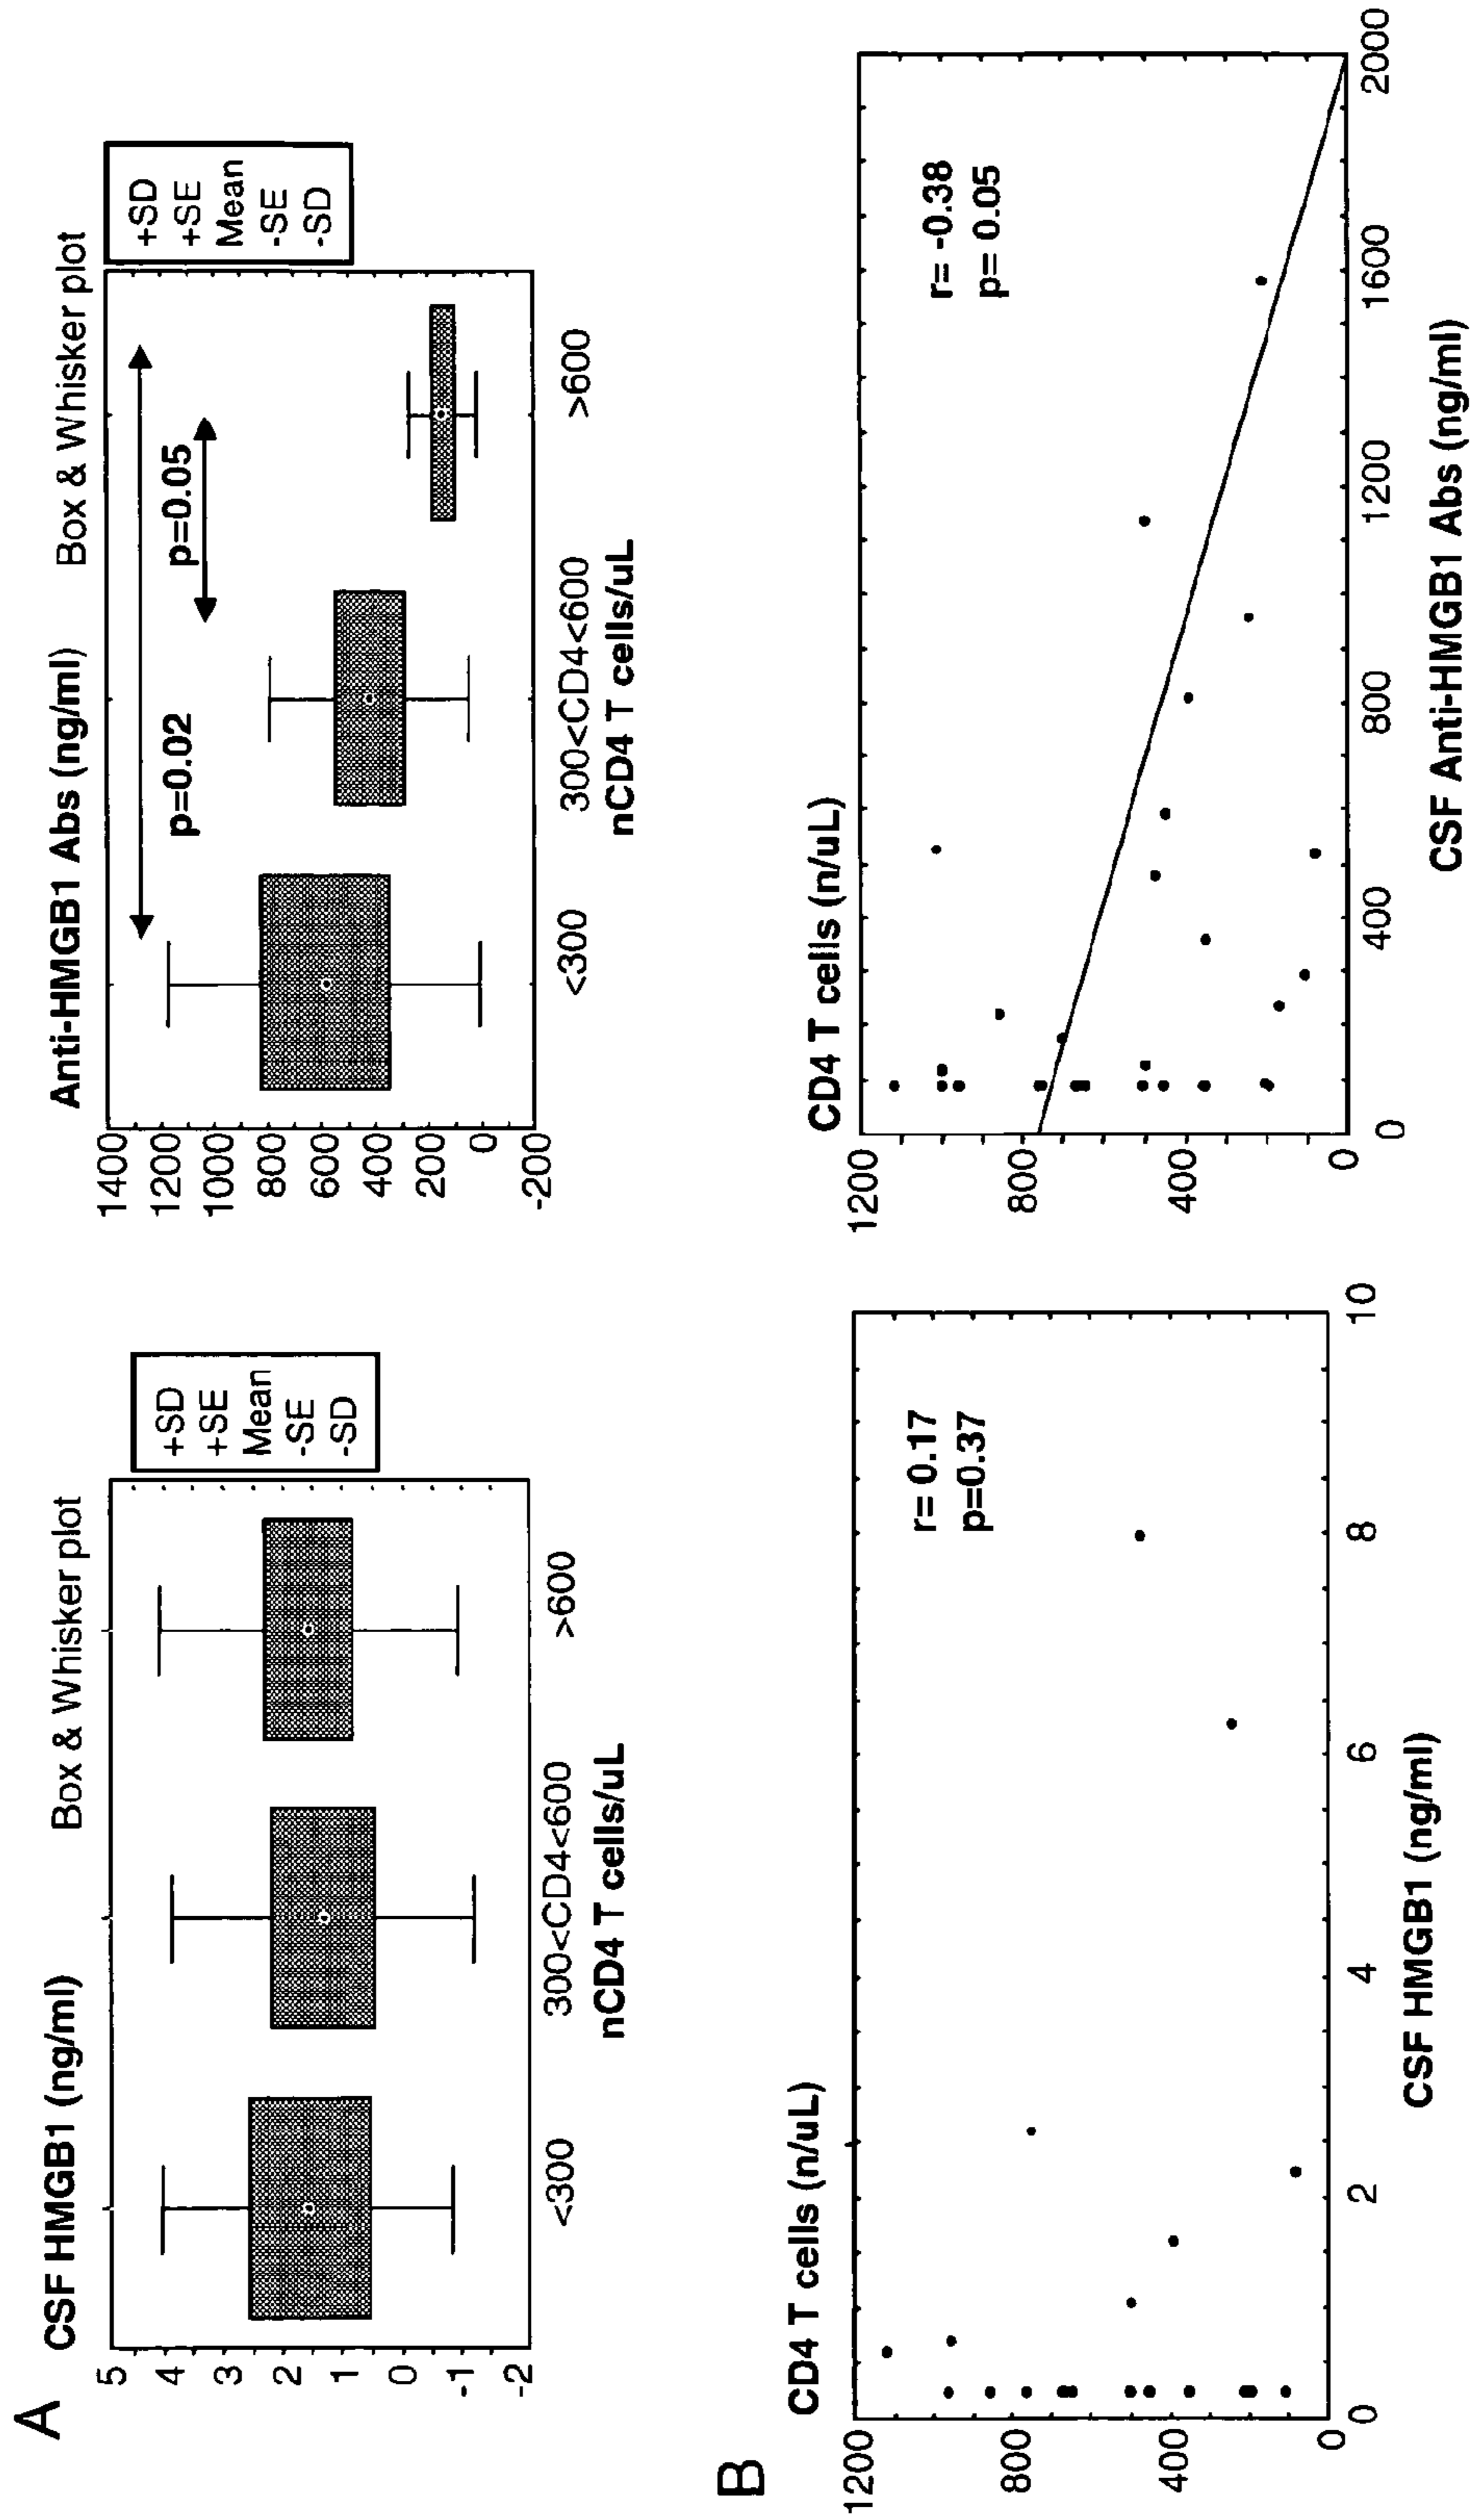 A
CSF HMGB1 (ng/ml)
Box & Whisker plot
5
4
3
2
1
0
-1
-2
+SD
+SE
Mean
-SE
-SD
<300
300<CD4<600
>600
nCD4 T cells/uL
Anti-HMGB1 Abs (ng/ml)
Box & Whisker plot
1400
1200
1000
800
600
400
200
0
-200
p=0.02
p=0.05
+SD
+SE
Mean
-SE
-SD
<300
300<CD4<600
>600
nCD4 T cells/uL
B
CD4 T cells (n/uL)
1200
800
400
0
r= 0.17
p=0.37
0
2
4
6
8
10
CSF HMGB1 (ng/ml)
CD4 T cells (n/uL)
1200
800
400
0
r= -0.38
p= 0.05
0
400
800
1200
1600
2000
CSF Anti-HMGB1 Abs (ng/ml)